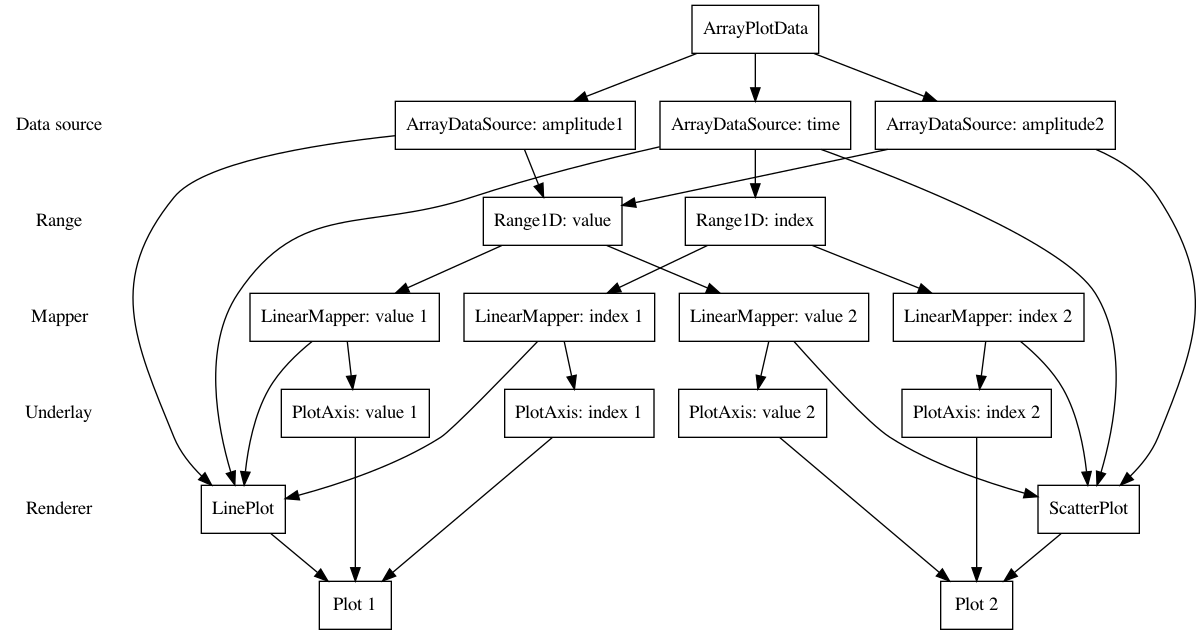 ArrayPlotData
Data source
ArrayDataSource: amplitude1
ArrayDataSource: time
ArrayDataSource: amplitude2
Range
Range1D: value
Range1D: index
Mapper
LinearMapper: value 1
LinearMapper: index 1
LinearMapper: value 2
LinearMapper: index 2
Underlay
PlotAxis: value 1
PlotAxis: index 1
PlotAxis: value 2
PlotAxis: index 2
Renderer
LinePlot
ScatterPlot
Plot 1
Plot 2